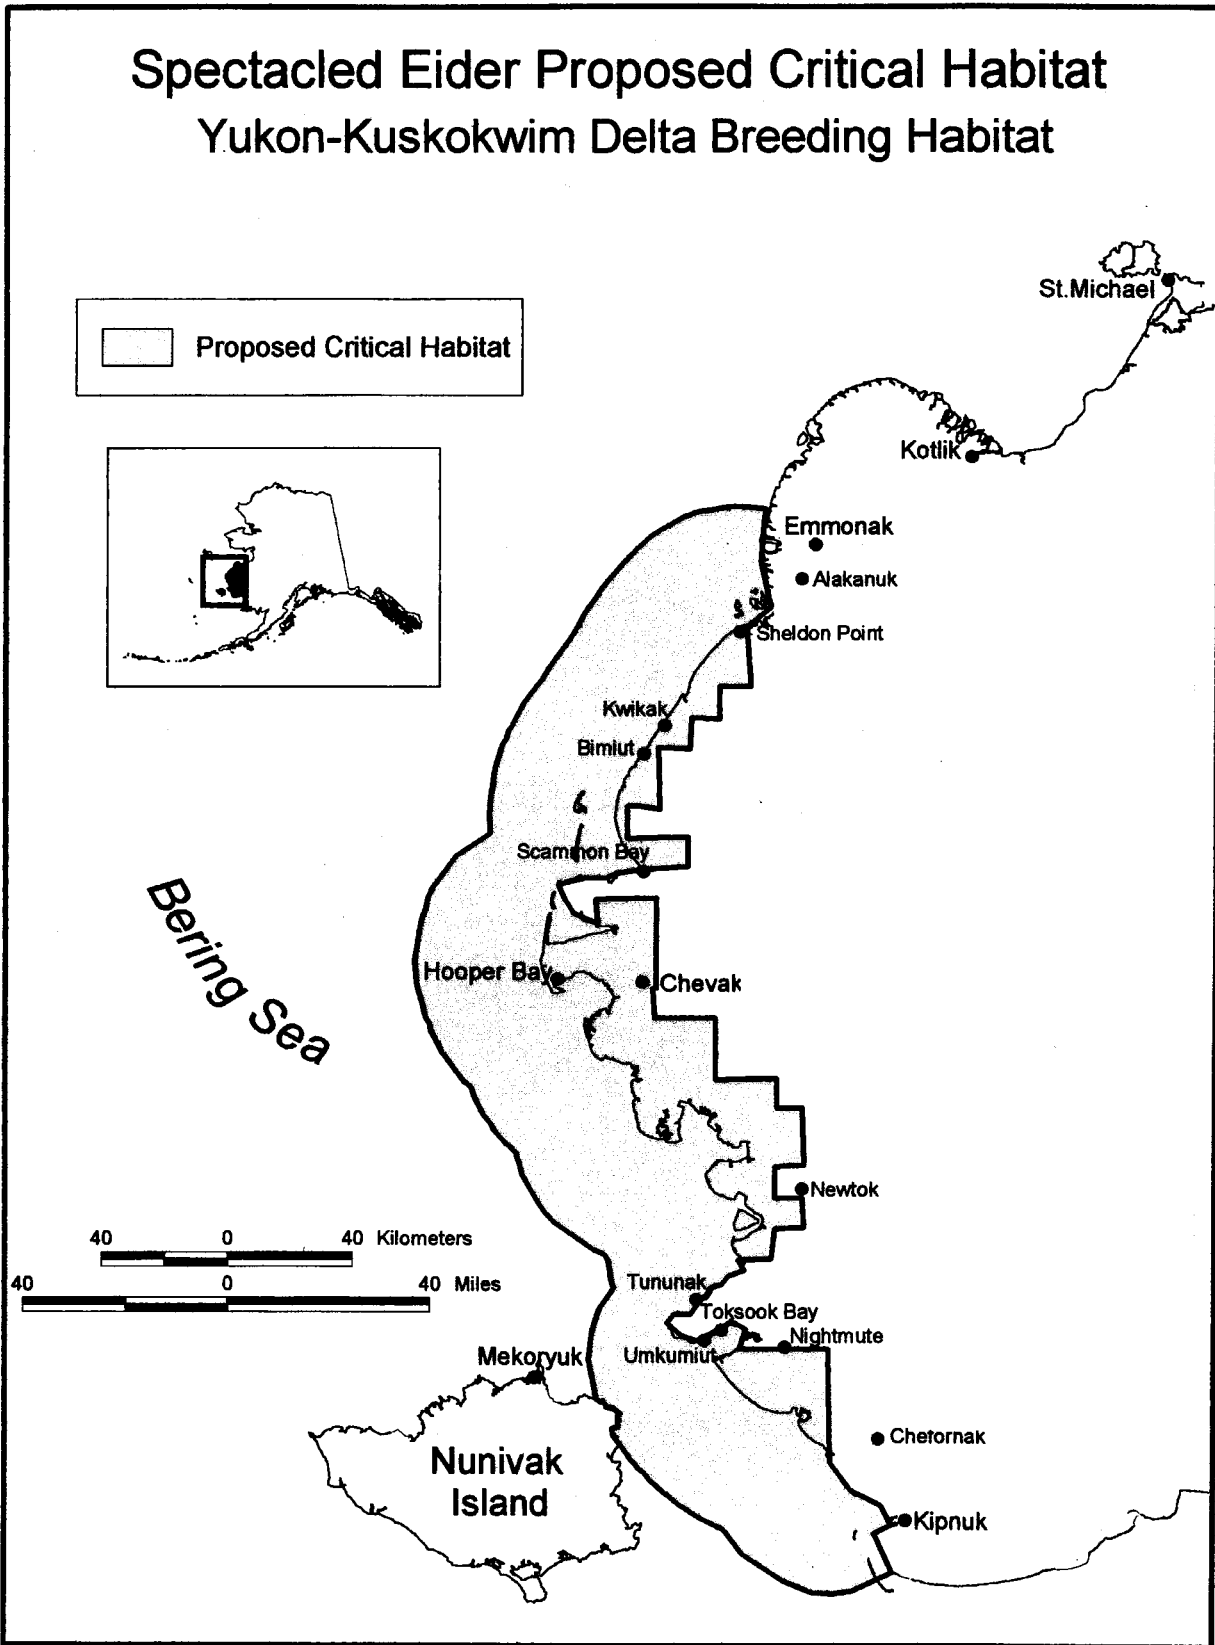 Spectacled Eider Proposed Critical Habitat
Yukon-Kuskokwim Delta Breeding Habitat
St.Michael
Proposed Critical Habitat
Kotlik
Emmonak
Alakanuk
Sheldon Point
Kwikak
Bimiut
Scammon Bay
Bering Sea
Hooper Bay
Chevak
Newtok
40 0 40 Kilometers
40 0 40 Miles
Tununak
Toksook Bay
Nightmute
Umkumiut
Mekoryuk
Chefornak
Nunivak
Island
Kipnuk